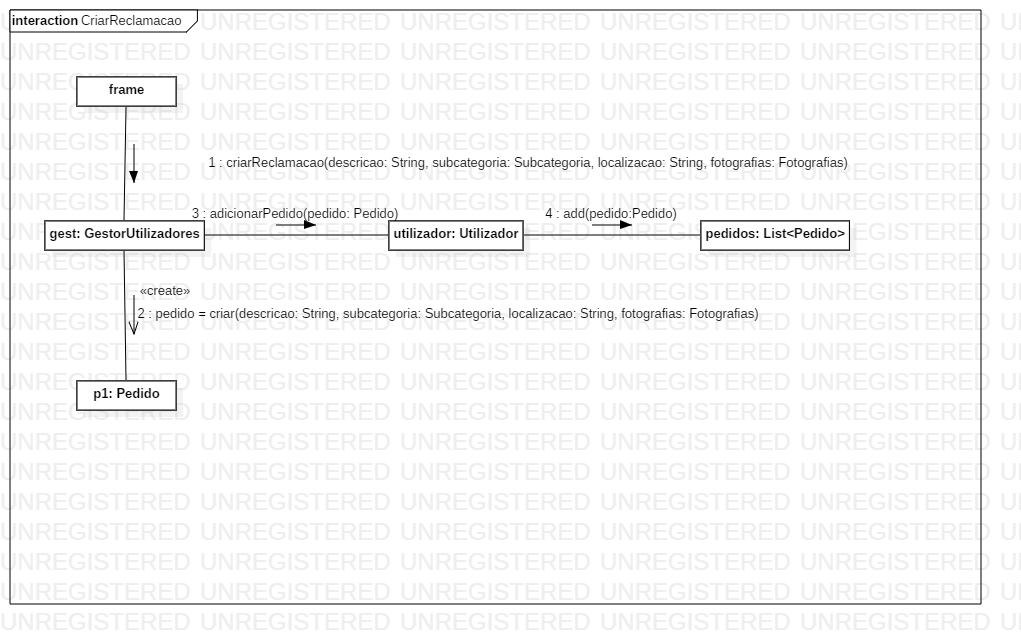 interaction CriarReclamacao
frame
1 : criarReclamacao(descricao: String, subcategoria: Subcategoria, localizacao: String, fotografias: Fotografias)
3 : adicionarPedido(pedido: Pedido)
4 : add(pedido:Pedido)
gest: GestorUtilizadores
utilizador: Utilizador
pedidos: List<Pedido>
«create»
2 : pedido = criar(descricao: String, subcategoria: Subcategoria, localizacao: String, fotografias: Fotografias)
p1: Pedido
UNREGISTERED